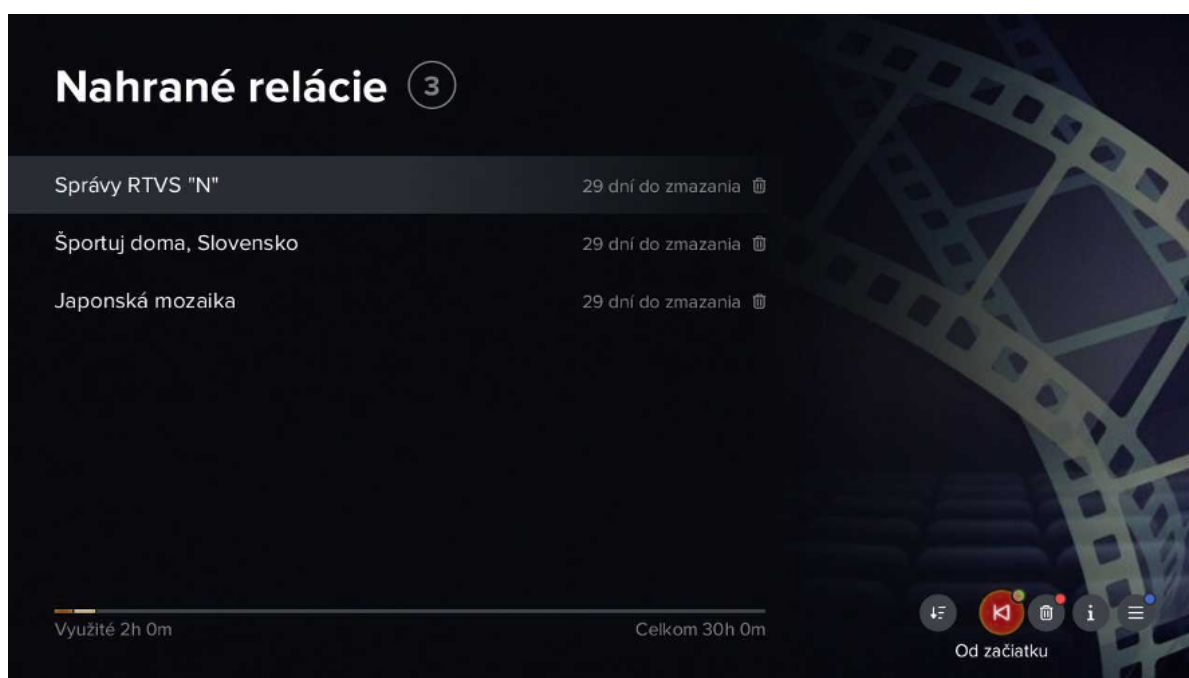 Nahrané relácie 3
Správy RTVS "N" 29 dní do zmazania
Športuj doma, Slovensko 29 dní do zmazania
Japonská mozaika 29 dní do zmazania
Využité 2h 0m Celkom 30h 0m
Od začiatku